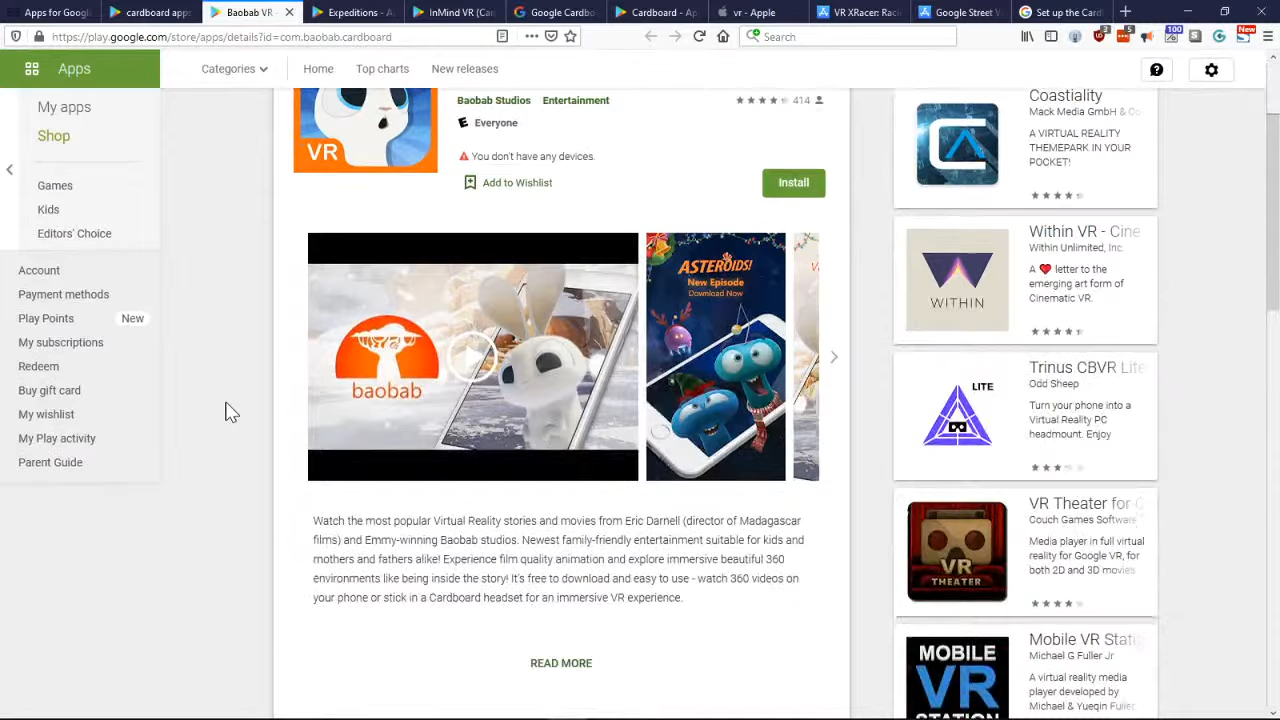 Apps for Googl
cardboard apps
Baobab VR -
Expeditions - A
InMind VR (Ca
Google Cardbo
Cardboard - Ap
vr - Apple
VR XRacer: Raci
Google Street V
Set up the Card
https://play.google.com/store/apps/details?id=com.baobab.cardboard
Search
3
5
100
New
Apps
Categories
Home
Top charts
New releases
My apps
Shop
Games
Kids
Editors' Choice
Account
Payment methods
Play Points
New
My subscriptions
Redeem
Buy gift card
My wishlist
My Play activity
Parent Guide
VR
Baobab Studios
Entertainment
414
E
Everyone
You don't have any devices.
Add to Wishlist
Install
baobab
ASTEROIDS!
New Episode
Download Now
Watch the most popular Virtual Reality stories and movies from Eric Darnell (director of Madagascar
films) and Emmy-winning Baobab studios. Newest family-friendly entertainment suitable for kids and
mothers and fathers alike! Experience film quality animation and explore immersive beautiful 360
environments like being inside the story! It's free to download and easy to use - watch 360 videos on
your phone or stick in a Cardboard headset for an immersive VR experience.
READ MORE
Coastiality
Mack Media GmbH & Co
A VIRTUAL REALITY
THEMEPARK IN YOUR
POCKET!
WITHIN
Within VR - Cine
Within Unlimited, Inc.
A ❤ letter to the
emerging art form of
Cinematic VR.
LITE
Trinus CBVR Lite
Odd Sheep
Turn your phone into a
Virtual Reality PC
headmount. Enjoy
VR
THEATER
VR Theater for C
Couch Games Software
Media player in full virtual
reality for Google VR, for
both 2D and 3D movies
MOBILE
VR
STATION
Mobile VR Stati
Michael G Fuller Jr
A virtual reality media
player developed by
Michael & Yueqin Fuller